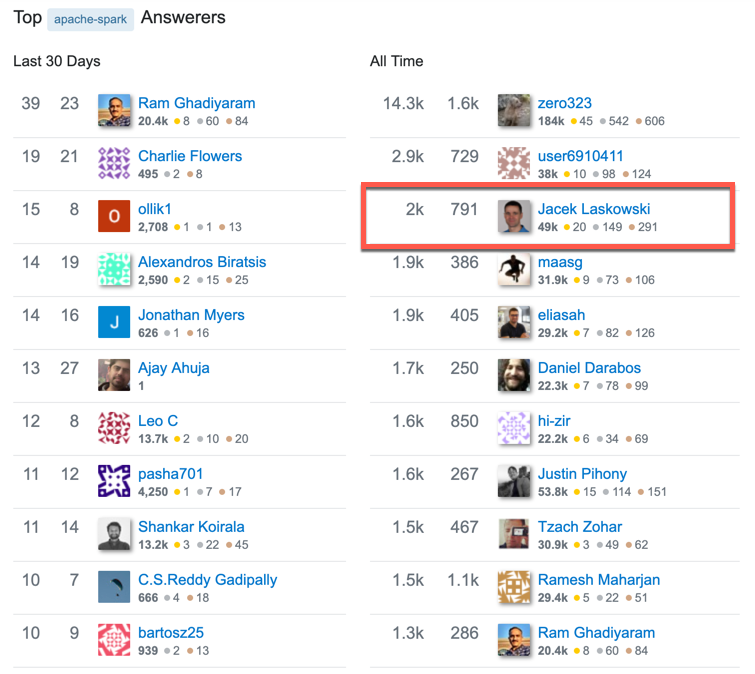 Top apache-spark Answerers
Last 30 Days
39 23 Ram Ghadiyaram
20.4k 8 60 84
19 21 Charlie Flowers
495 2 8
15 8 O ollik1
2,708 1 1 13
14 19 Alexandros Biratsis
2,590 2 15 25
14 16 J Jonathan Myers
626 1 16
13 27 Ajay Ahuja
1
12 8 Leo C
13.7k 2 10 20
11 12 pasha701
4,250 1 7 17
11 14 Shankar Koirala
13.2k 3 22 45
10 7 C.S.Reddy Gadipally
666 4 18
10 9 bartosz25
939 2 13
All Time
14.3k 1.6k zero323
184k 45 542 606
2.9k 729 user6910411
38k 10 98 124
2k 791 Jacek Laskowski
49k 20 149 291
1.9k 386 maasg
31.9k 9 73 106
1.9k 405 eliasah
29.2k 7 82 126
1.7k 250 Daniel Darabos
22.3k 7 78 99
1.6k 850 hi-zir
22.2k 6 34 69
1.6k 267 Justin Pihony
53.8k 15 114 151
1.5k 467 Tzach Zohar
30.9k 3 49 62
1.5k 1.1k Ramesh Maharjan
29.4k 5 22 51
1.3k 286 Ram Ghadiyaram
20.4k 8 60 84